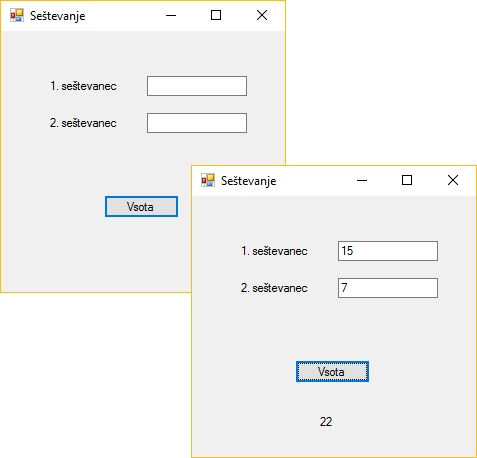 Seštevanje
1. seštevanec
2. seštevanec
Vsota
Seštevanje
1. seštevanec 15
2. seštevanec 7
Vsota
22